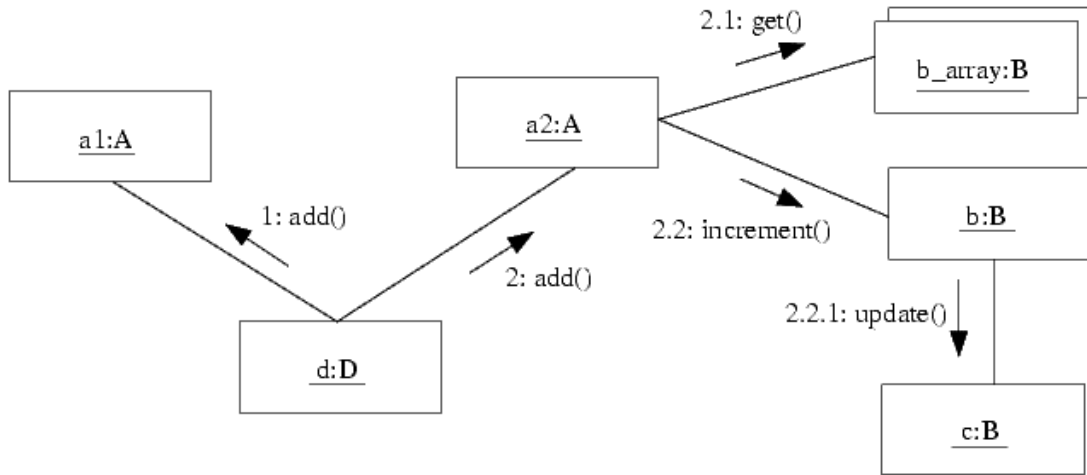 2.1: get()
b_array:B
a1:A
a2:A
1: add()
2: add()
2.2: increment()
b:B
2.2.1: update()
d:D
c:B